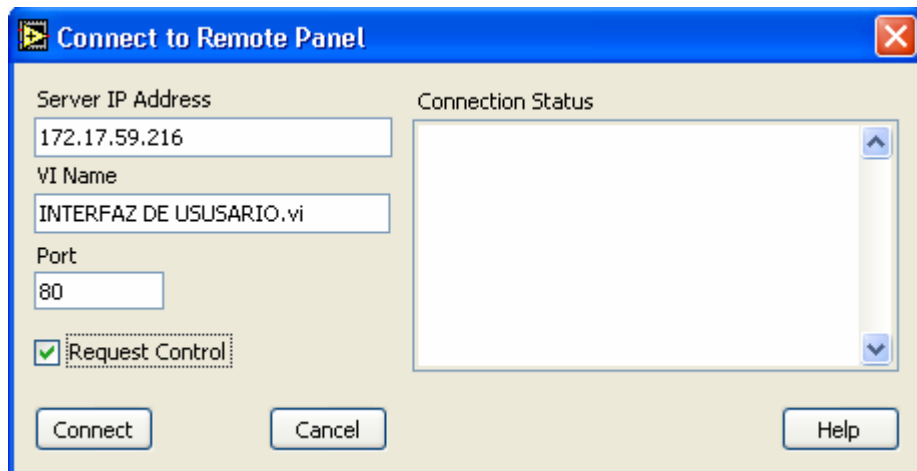 Connect to Remote Panel
Server IP Address
172.17.59.216
VI Name
INTERFAZ DE USUSARIO.vi
Port
80
Request Control
Connection Status
Connect
Cancel
Help